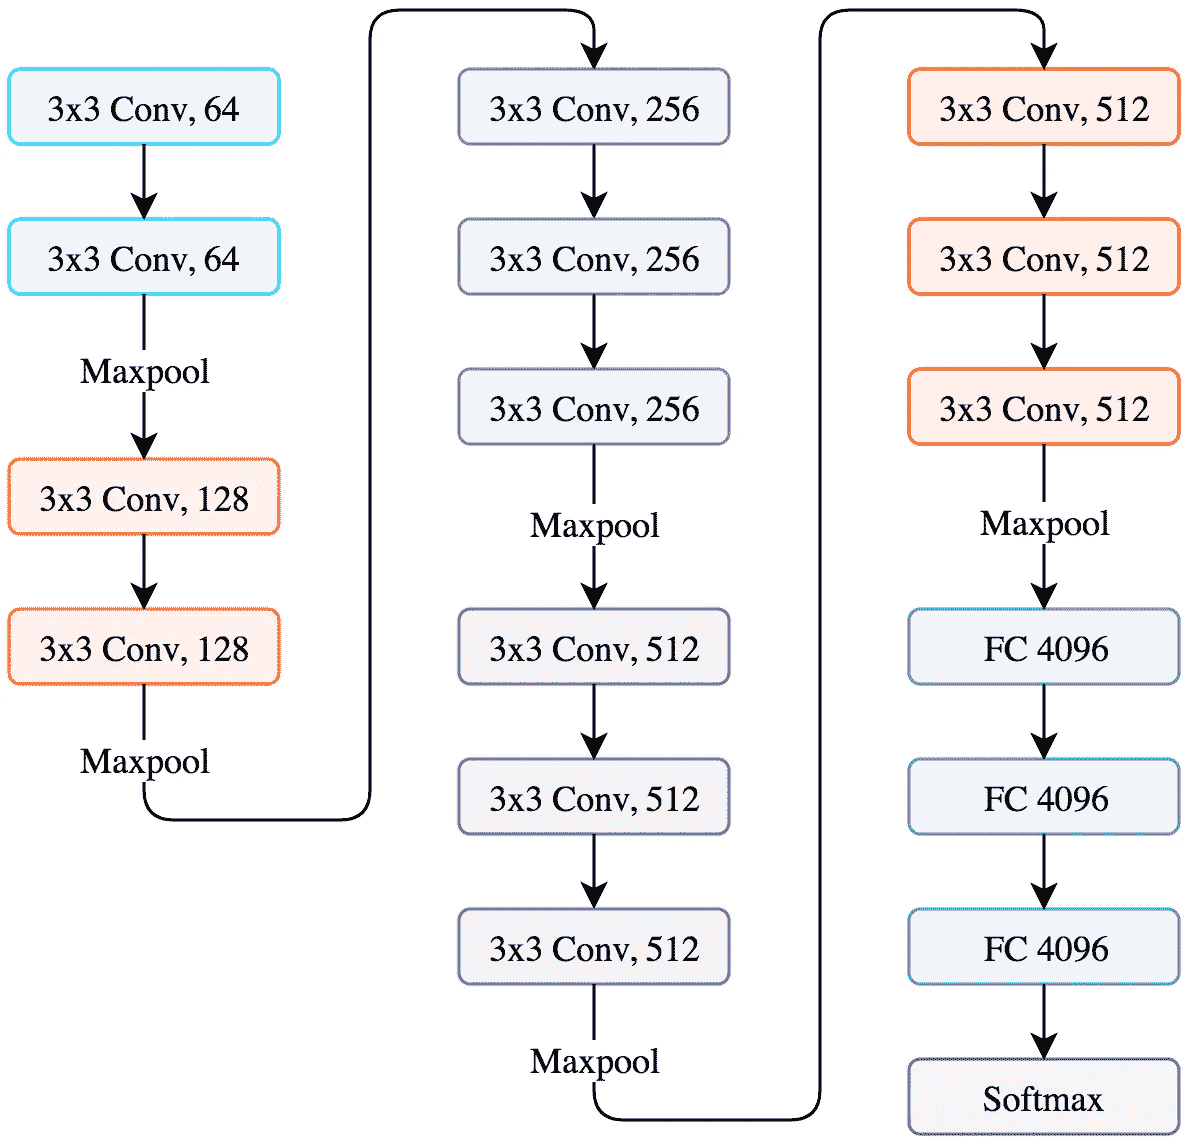 3x3 Conv, 64
3x3 Conv, 64
Maxpool
3x3 Conv, 128
3x3 Conv, 128
Maxpool
3x3 Conv, 256
3x3 Conv, 256
3x3 Conv, 256
Maxpool
3x3 Conv, 512
3x3 Conv, 512
3x3 Conv, 512
Maxpool
3x3 Conv, 512
3x3 Conv, 512
3x3 Conv, 512
Maxpool
FC 4096
FC 4096
FC 4096
Softmax